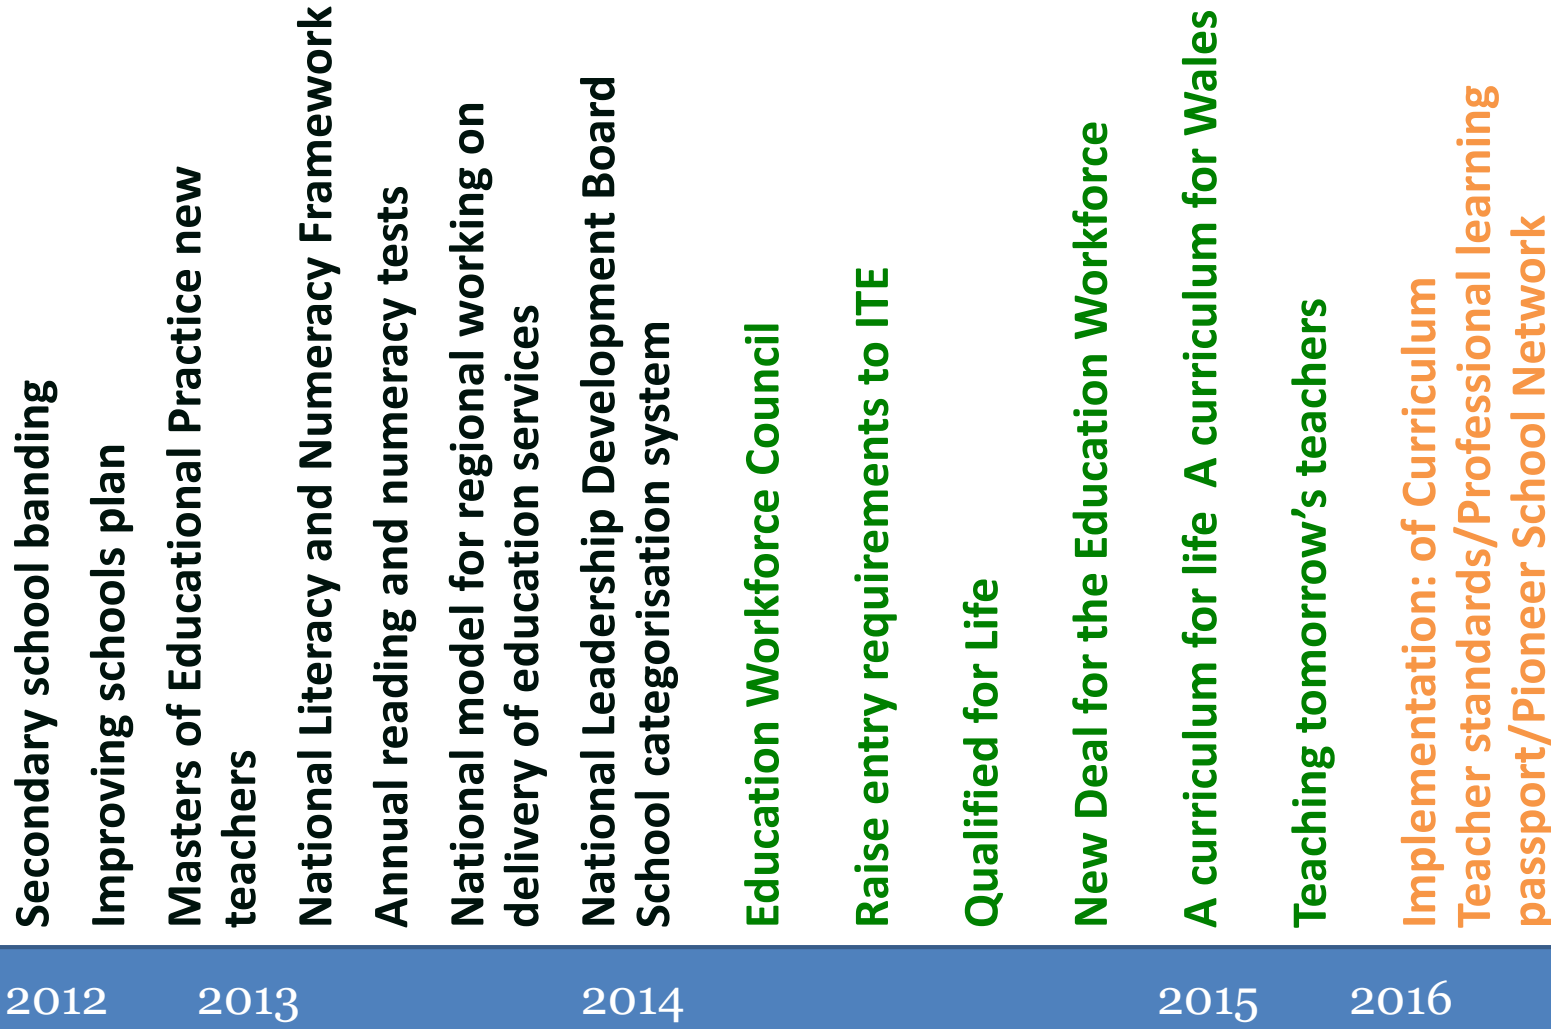 Secondary school banding
Improving schools plan
Masters of Educational Practice new
teachers
National Literacy and Numeracy Framework
Annual reading and numeracy tests
National model for regional working on
delivery of education services
National Leadership Development Board
School categorisation system
Education Workforce Council
Raise entry requirements to ITE
Qualified for Life
New Deal for the Education Workforce
A curriculum for life  A curriculum for Wales
Teaching tomorrow’s teachers
Implementation: of Curriculum
Teacher standards/Professional learning
passport/Pioneer School Network
2012 2013 2014 2015 2016